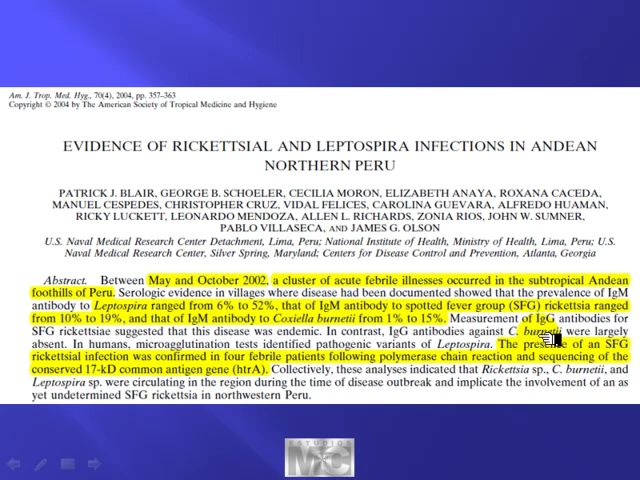 Am. J. Trop. Med. Hyg., 70(4), 2004, pp. 357–363
Copyright © 2004 by The American Society of Tropical Medicine and Hygiene
EVIDENCE OF RICKETTSIAL AND LEPTOSPIRA INFECTIONS IN ANDEAN
NORTHERN PERU
PATRICK J. BLAIR, GEORGE B. SCHOELER, CECILIA MORON, ELIZABETH ANAYA, ROXANA CACEDA,
MANUEL CESPEDES, CHRISTOPHER CRUZ, VIDAL FELICES, CAROLINA GUEVARA, ALFREDO HUAMAN,
RICKY LUCKETT, LEONARDO MENDOZA, ALLEN L. RICHARDS, ZONIA RIOS, JOHN W. SUMNER,
PABLO VILLASECA, AND JAMES G. OLSON
U.S. Naval Medical Research Center Detachment, Lima, Peru; National Institute of Health, Ministry of Health, Lima, Peru; U.S.
Naval Medical Research Center, Silver Spring, Maryland; Centers for Disease Control and Prevention, Atlanta, Georgia
Abstract. Between May and October 2002, a cluster of acute febrile illnesses occurred in the subtropical Andean
foothills of Peru. Serologic evidence in villages where disease had been documented showed that the prevalence of IgM
antibody to Leptospira ranged from 6% to 52%, that of IgM antibody to spotted fever group (SFG) rickettsia ranged
from 10% to 19%, and that of IgM antibody to Coxiella burnetii from 1% to 15%. Measurement of IgG antibodies for
SFG rickettsiae suggested that this disease was endemic. In contrast, IgG antibodies against C. burnetii were largely
absent. In humans, microagglutination tests identified pathogenic variants of Leptospira. The presence of an SFG
rickettsial infection was confirmed in four febrile patients following polymerase chain reaction and sequencing of the
conserved 17-kD common antigen gene (htrA). Collectively, these analyses indicated that Rickettsia sp., C. burnetii, and
Leptospira sp. were circulating in the region during the time of disease outbreak and implicate the involvement of an as
yet undetermined SFG rickettsia in northwestern Peru.
ESTUDIOS
MC